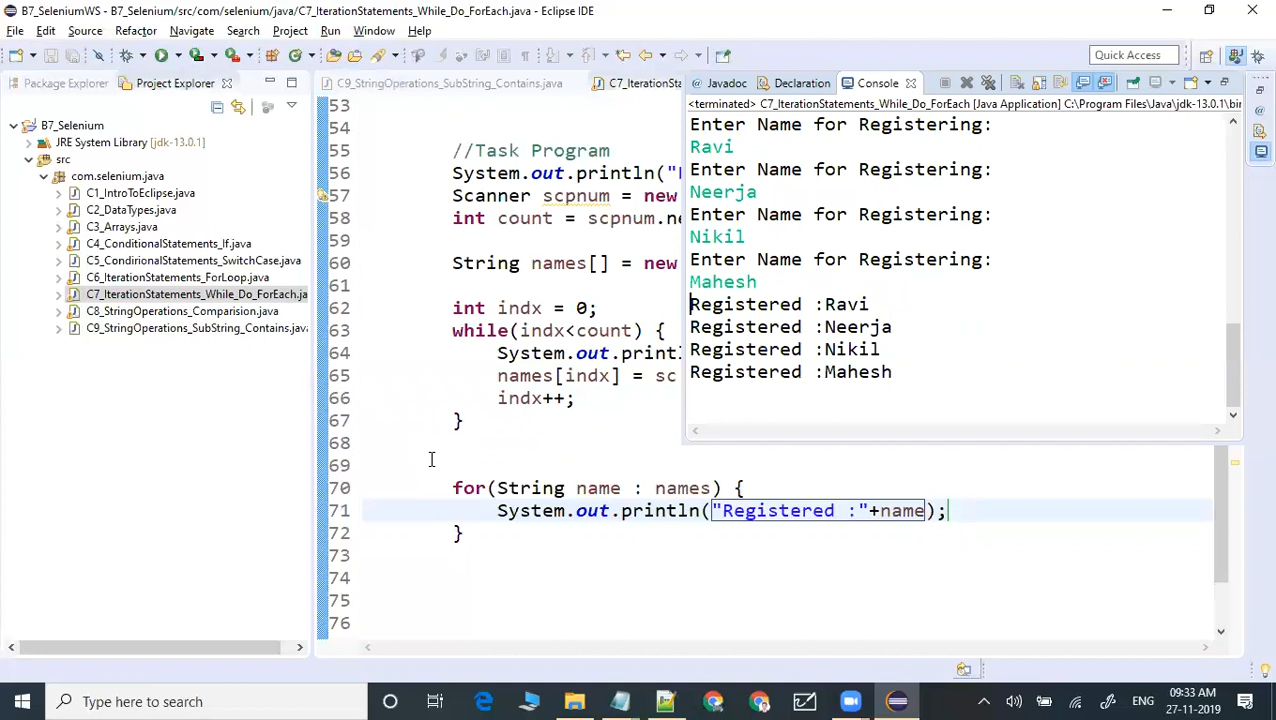 B7_SeleniumWS - B7_Selenium/src/com/selenium/java/C7_IterationStatements_While_Do_ForEach.java - Eclipse IDE
File Edit Source Refactor Navigate Search Project Run Window Help
Quick Access
Package Explorer Project Explorer
C9_StringOperations_SubString_Contains.java C7_IterationSt
Javadoc Declaration Console
<terminated> C7_IterationStatements_While_Do_ForEach [Java Application] C:\Program Files\Java\jdk-13.0.1\bin
B7_Selenium
JRE System Library [jdk-13.0.1]
src
com.selenium.java
C1_IntroToEclipse.java
C2_DataTypes.java
C3_Arrays.java
C4_ConditionalStatements_If.java
C5_ConditionalStatements_SwitchCase.java
C6_IterationStatements_ForLoop.java
C7_IterationStatements_While_Do_ForEach.ja
C8_StringOperations_Comparision.java
C9_StringOperations_SubString_Contains.java
53
54
55 //Task Program
56 System.out.println("
57 Scanner scpnum = new
58 int count = scpnum.ne
59
60 String names[] = new
61
62 int indx = 0;
63 while(indx<count) {
64 System.out.printl
65 names[indx] = sc
66 indx++;
67 }
68
69
70 for(String name : names) {
71 System.out.println("Registered :"+name);
72 }
73
74
75
76
Enter Name for Registering:
Ravi
Enter Name for Registering:
Neerja
Enter Name for Registering:
Nikil
Enter Name for Registering:
Mahesh
Registered :Ravi
Registered :Neerja
Registered :Nikil
Registered :Mahesh
Type here to search
ENG
09:33 AM
27-11-2019